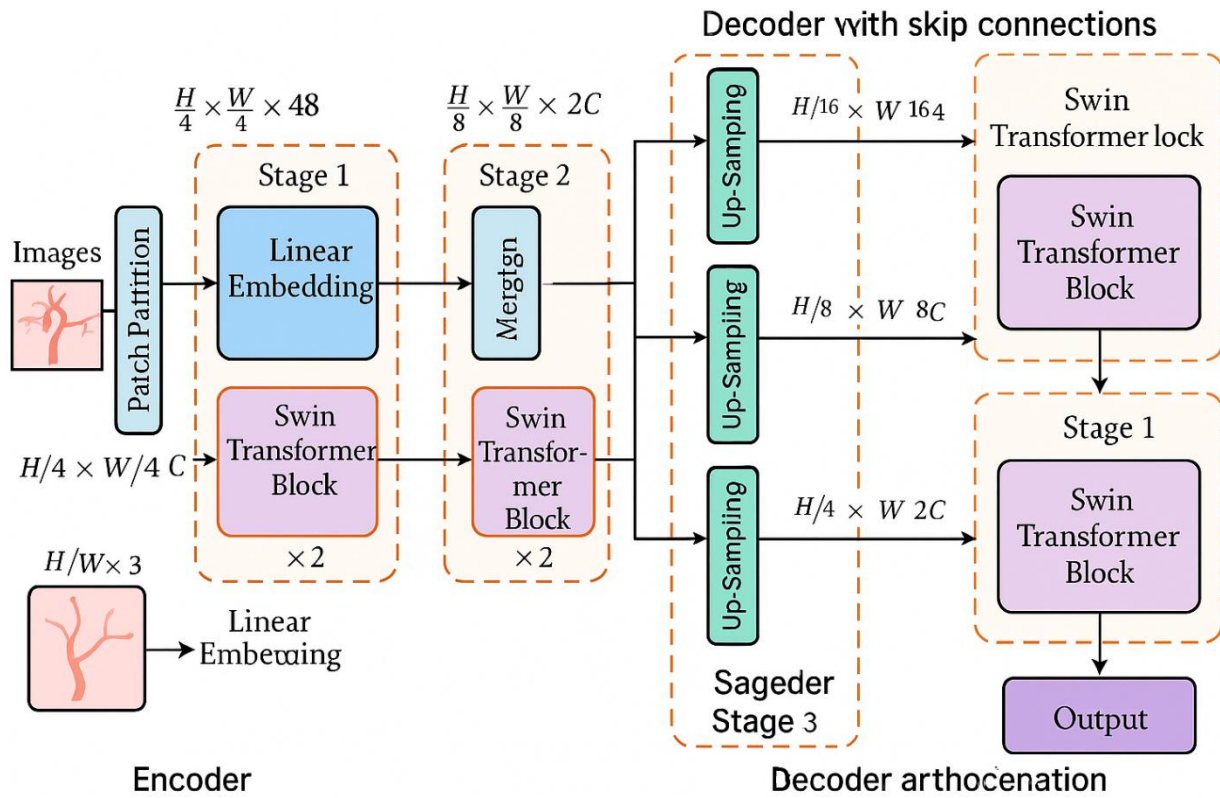 Decoder with skip connections
H/4 × W/4 × 48
H/8 × W/8 × 2C
Stage 1
Stage 2
Images
Patch Pattition
Linear
Embedding
Mergtgn
Swin
Transformer
Block
×2
Swin
Transfor-
mer
Block
×2
H/4 × W/4 C
H/W × 3
Linear
Embeɯing
Encoder
Up-Samping
Up-Sampling
Up-Sampling
Sageder
Stage 3
H/16 × W 164
H/8 × W 8C
H/4 × W 2C
Swin
Transformer lock
Swin
Transformer
Block
Stage 1
Swin
Transformer
Block
Output
Decoder arthocenation